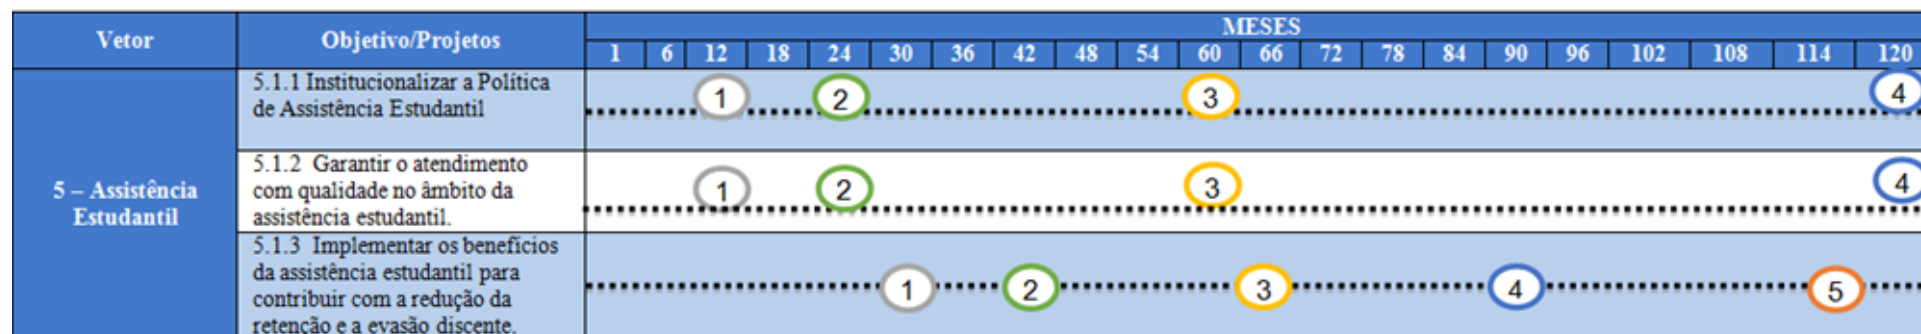 Vetor
Objetivo/Projetos
MESES
1 6 12 18 24 30 36 42 48 54 60 66 72 78 84 90 96 102 108 114 120
5 – Assistência
Estudantil
5.1.1 Institucionalizar a Política
de Assistência Estudantil
1 2 3 4
5.1.2 Garantir o atendimento
com qualidade no âmbito da
assistência estudantil.
1 2 3 4
5.1.3 Implementar os benefícios
da assistência estudantil para
contribuir com a redução da
retenção e a evasão discente.
1 2 3 4 5